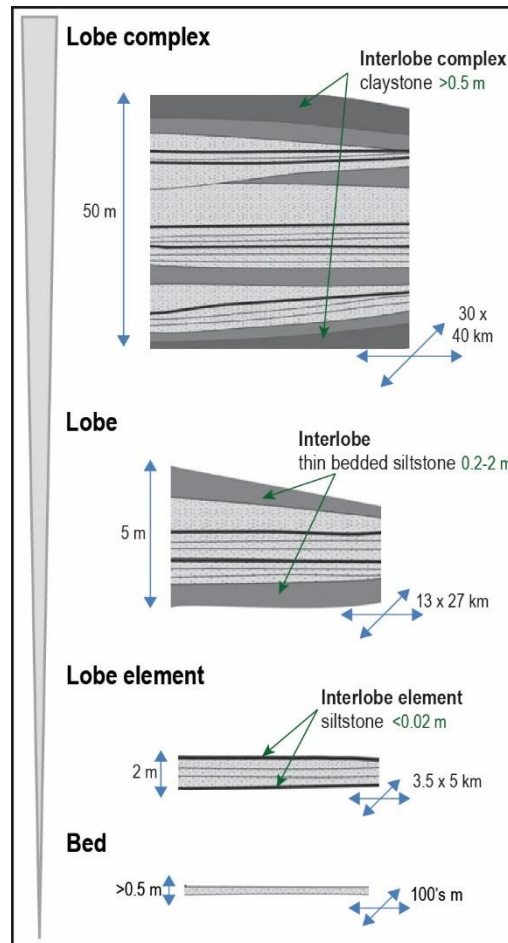 Lobe complex
Interlobe complex
claystone >0.5 m
50 m
30 x
40 km
Lobe
Interlobe
thin bedded siltstone 0.2-2 m
5 m
13 x 27 km
Lobe element
Interlobe element
siltstone <0.02 m
2 m
3.5 x 5 km
Bed
>0.5 m
100's m